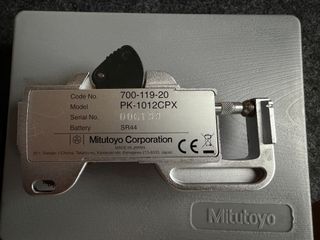 Code No. 700-119-20
Model PK-1012CPX
Serial No.
Battery SR44
Mitutoyo Corporation
MADE IN JAPAN
Mitutoyo